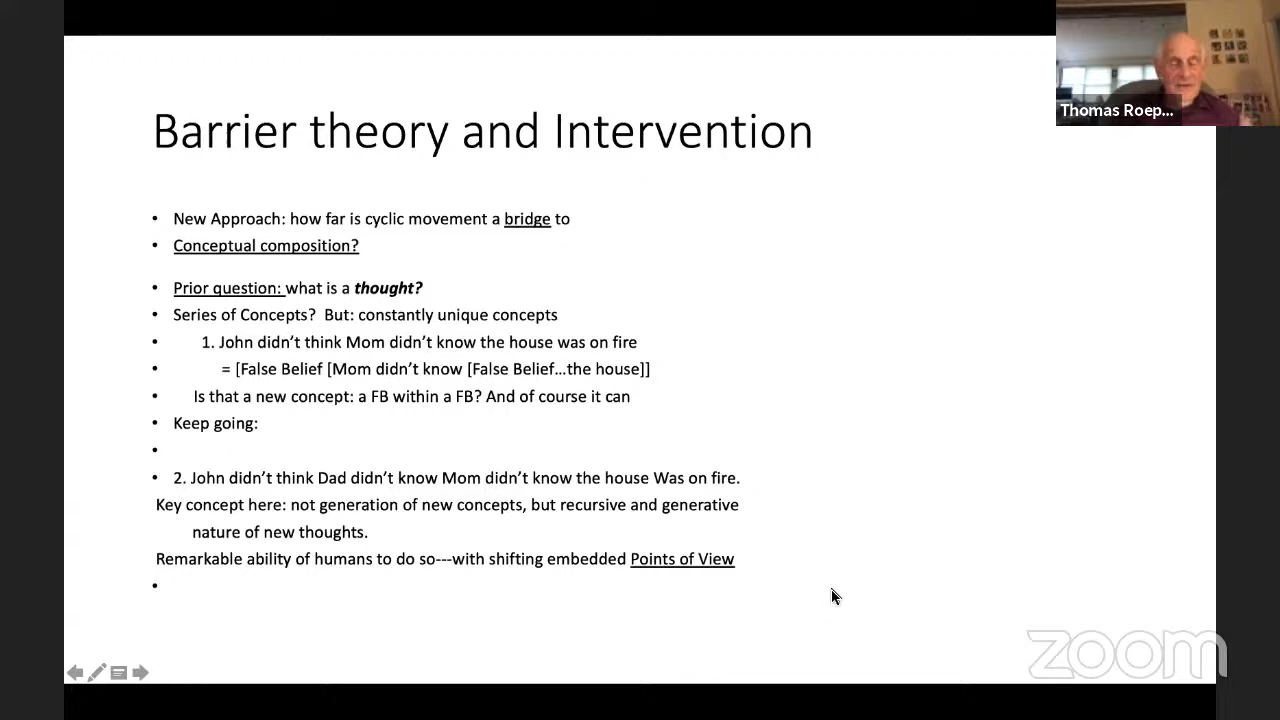 Thomas Roep...
Barrier theory and Intervention
• New Approach: how far is cyclic movement a bridge to
• Conceptual composition?
• Prior question: what is a thought?
• Series of Concepts?  But: constantly unique concepts
• 1. John didn't think Mom didn't know the house was on fire
• = [False Belief [Mom didn't know [False Belief…the house]]
• Is that a new concept: a FB within a FB? And of course it can
• Keep going:
•
• 2. John didn't think Dad didn't know Mom didn't know the house Was on fire.
Key concept here: not generation of new concepts, but recursive and generative
nature of new thoughts.
Remarkable ability of humans to do so---with shifting embedded Points of View
•
zoom